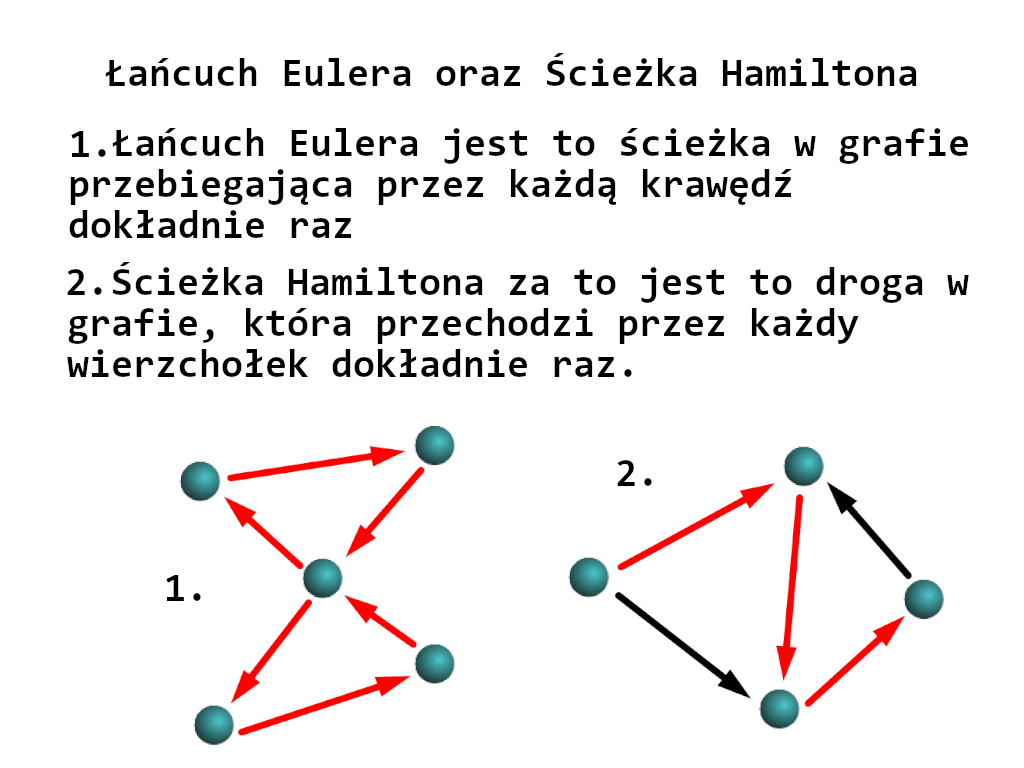 Łańcuch Eulera oraz Ścieżka Hamiltona
1.Łańcuch Eulera jest to ścieżka w grafie
przebiegająca przez każdą krawędź
dokładnie raz
2.Ścieżka Hamiltona za to jest to droga w
grafie, która przechodzi przez każdy
wierzchołek dokładnie raz.
2.
1.